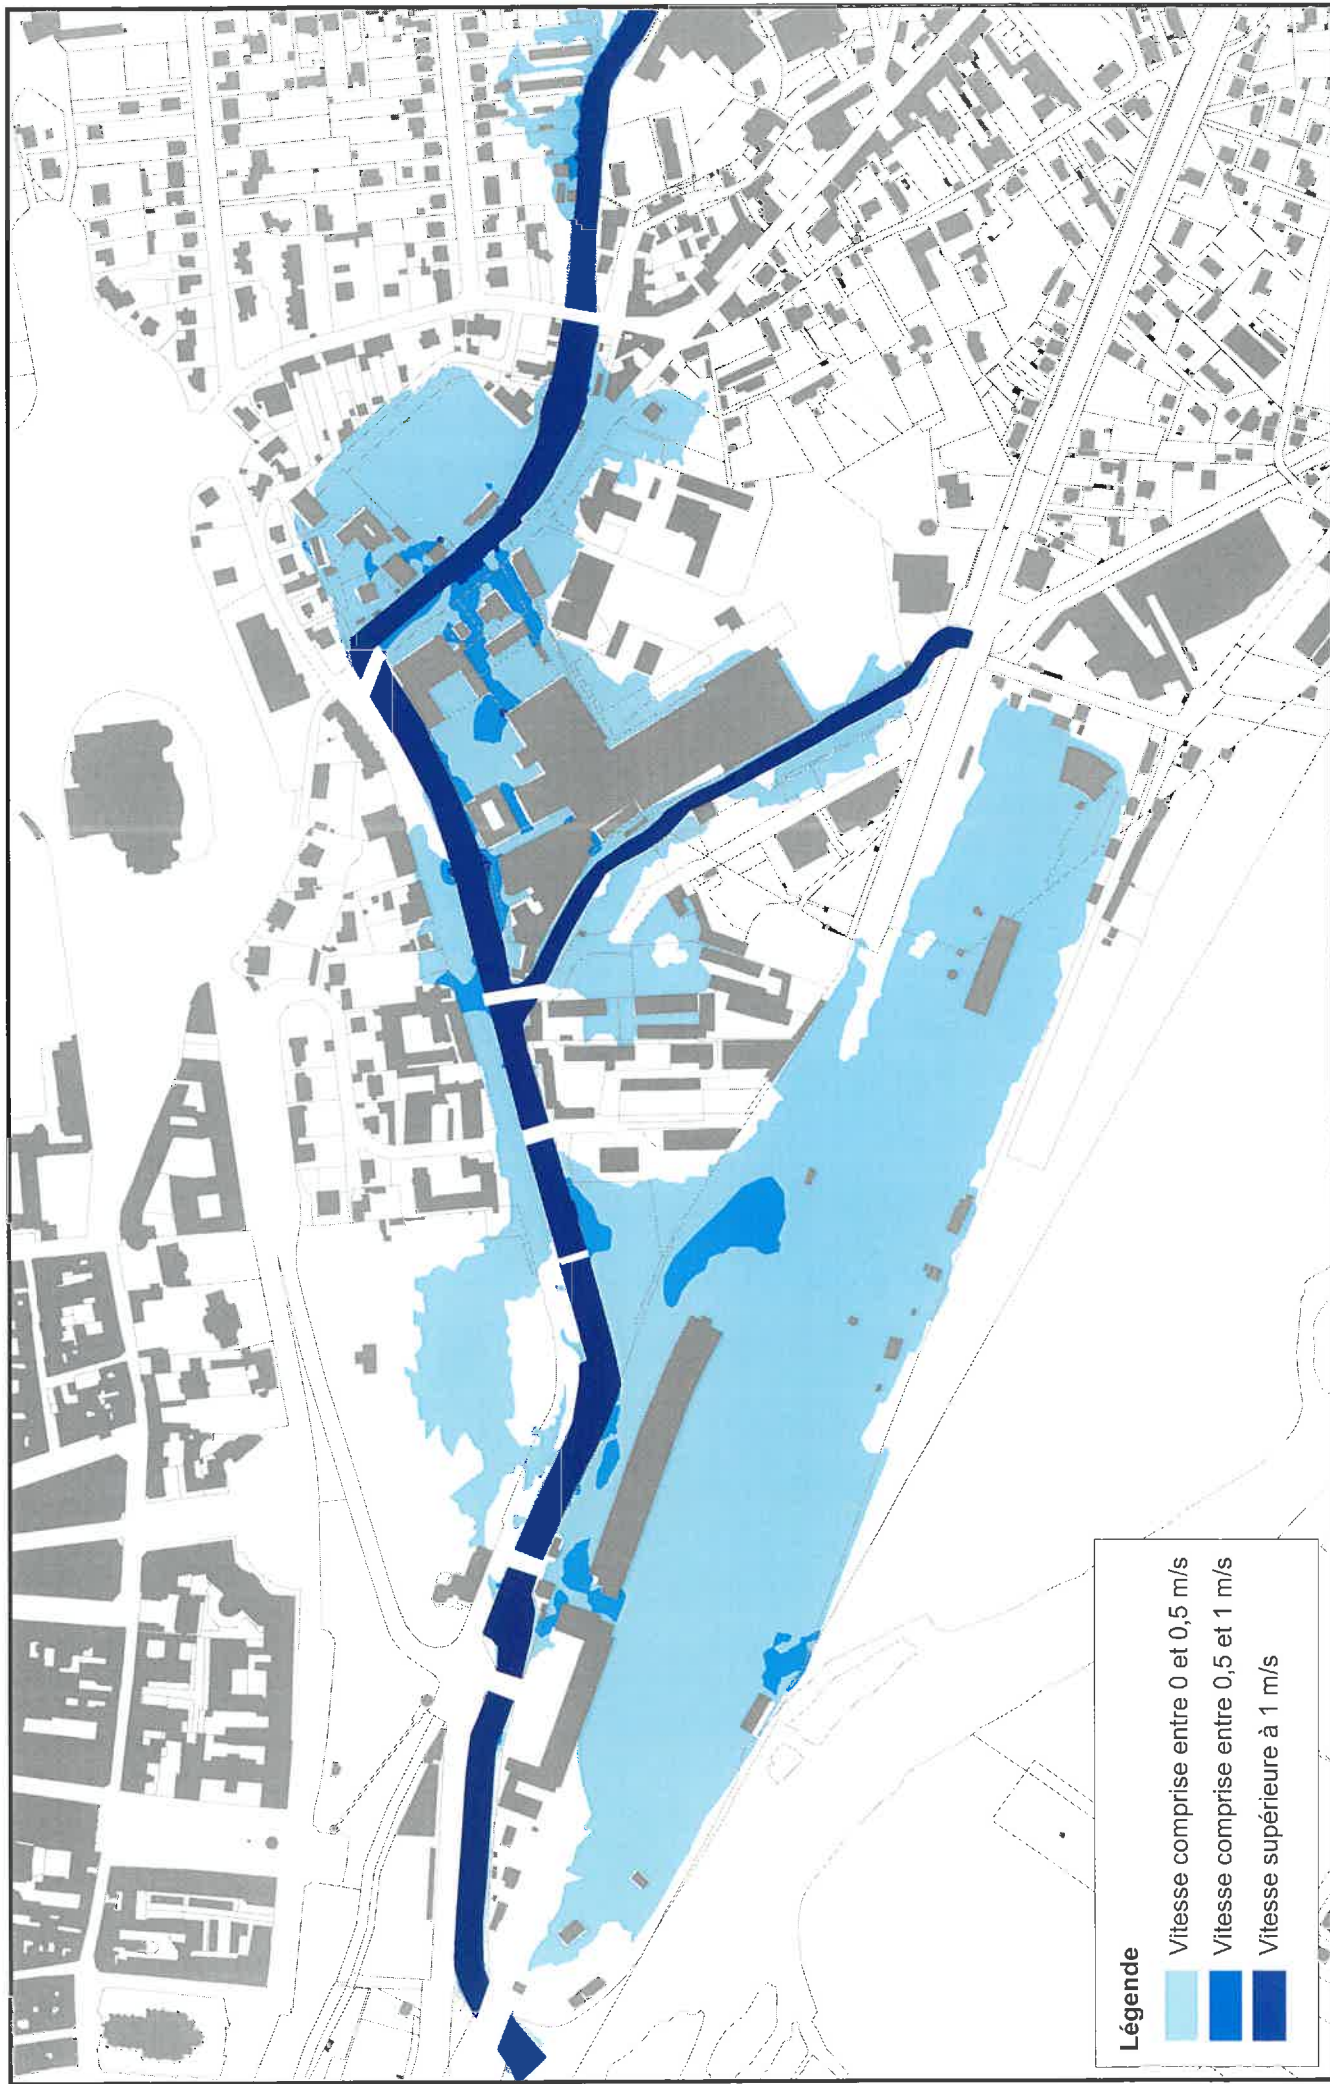 Légende
Vitesse comprise entre 0 et 0,5 m/s
Vitesse comprise entre 0,5 et 1 m/s
Vitesse supérieure à 1 m/s